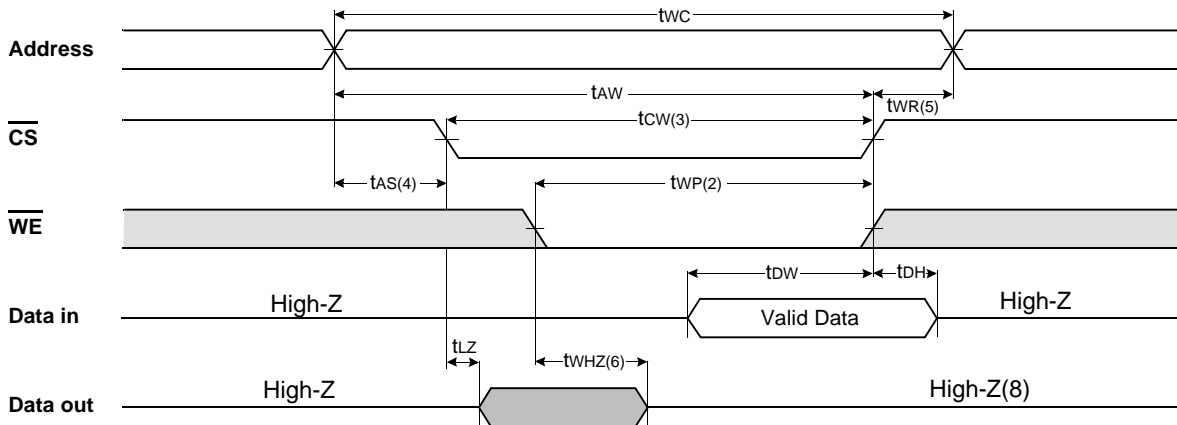 tWC
Address
tAW
tWR(5)
CS
tCW(3)
tAS(4)
tWP(2)
WE
tDW
tDH
High-Z
Valid Data
High-Z
Data in
tLZ
tWHZ(6)
High-Z
High-Z(8)
Data out